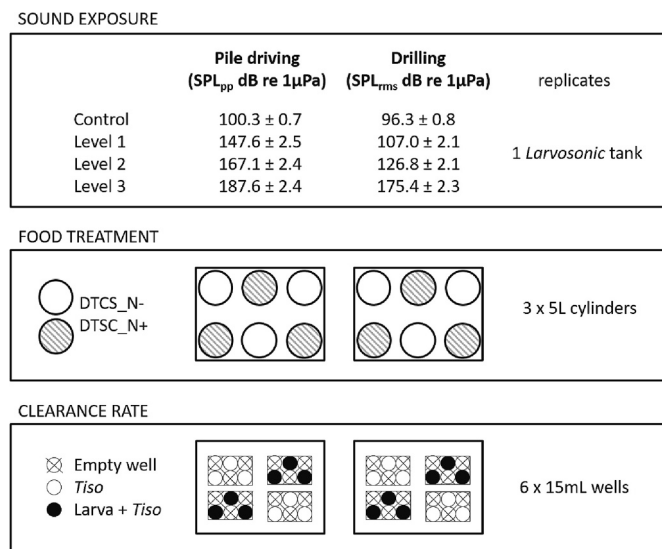 SOUND EXPOSURE
Pile driving Drilling
(SPLpp dB re 1μPa) (SPLrms dB re 1μPa) replicates
Control 100.3 ± 0.7 96.3 ± 0.8
Level 1 147.6 ± 2.5 107.0 ± 2.1
1 Larvosonic tank
Level 2 167.1 ± 2.4 126.8 ± 2.1
Level 3 187.6 ± 2.4 175.4 ± 2.3
FOOD TREATMENT
DTCS_N-
3 x 5L cylinders
DTSC_N+
CLEARANCE RATE
Empty well
Tiso 6 x 15mL wells
Larva + Tiso